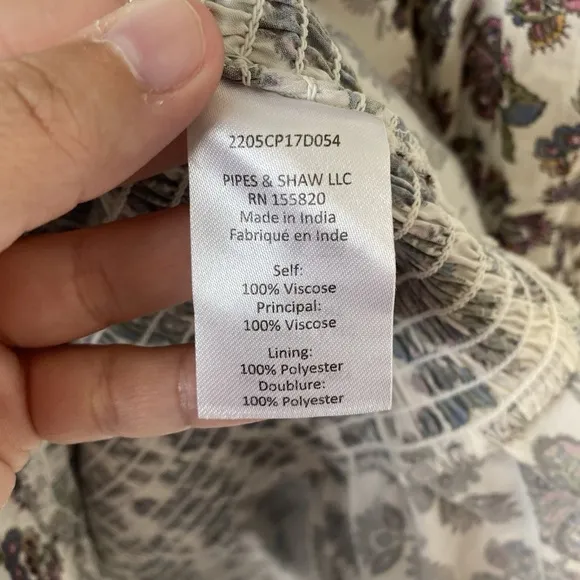 2205CP17D054
PIPES & SHAW LLC
RN 155820
Made in India
Fabriqué en Inde
Self:
100% Viscose
Principal:
100% Viscose
Lining:
100% Polyester
Doublure:
100% Polyester